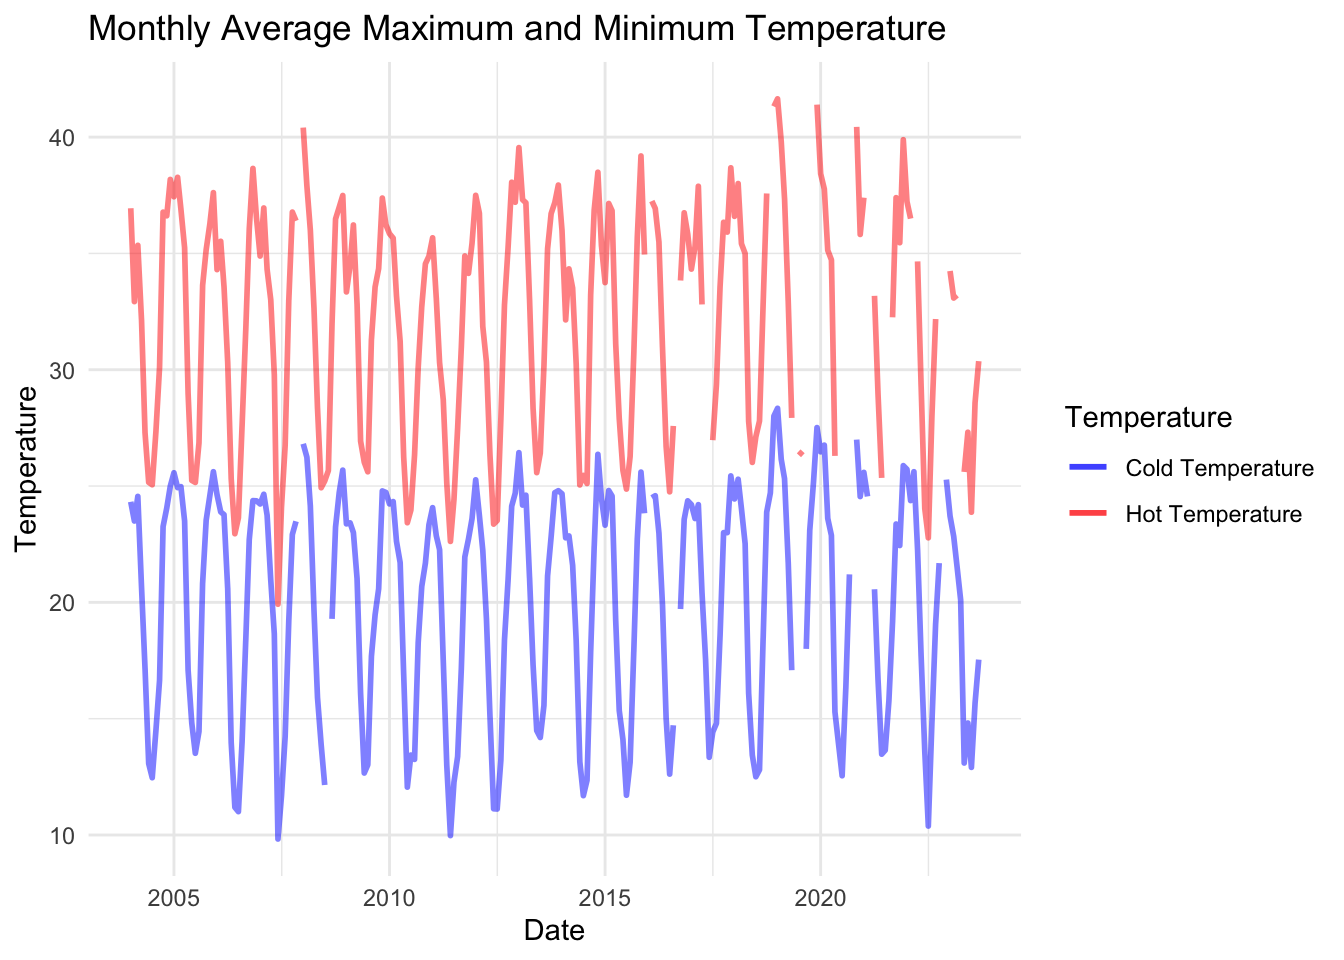 Monthly Average Maximum and Minimum Temperature
40
30
20
10
Temperature
2005 2010 2015 2020
Date
Temperature
Cold Temperature
Hot Temperature